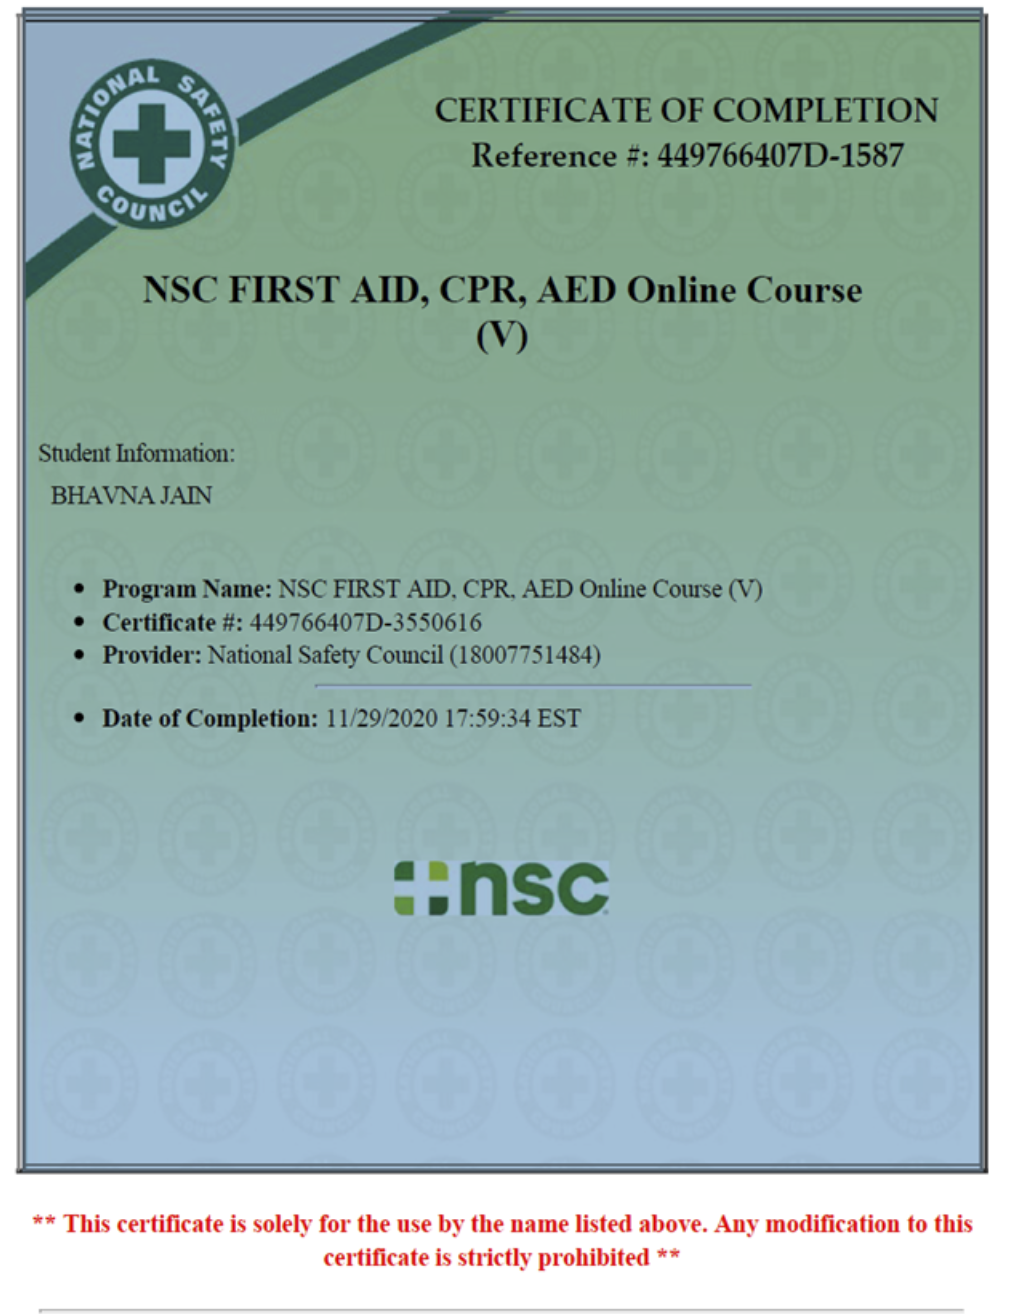 NATIONAL SAFETY COUNCIL
CERTIFICATE OF COMPLETION
Reference #: 449766407D-1587
NSC FIRST AID, CPR, AED Online Course
(V)
Student Information:
BHAVNA JAIN
• Program Name: NSC FIRST AID, CPR, AED Online Course (V)
• Certificate #: 449766407D-3550616
• Provider: National Safety Council (18007751484)
• Date of Completion: 11/29/2020 17:59:34 EST
nsc
** This certificate is solely for the use by the name listed above. Any modification to this
certificate is strictly prohibited **